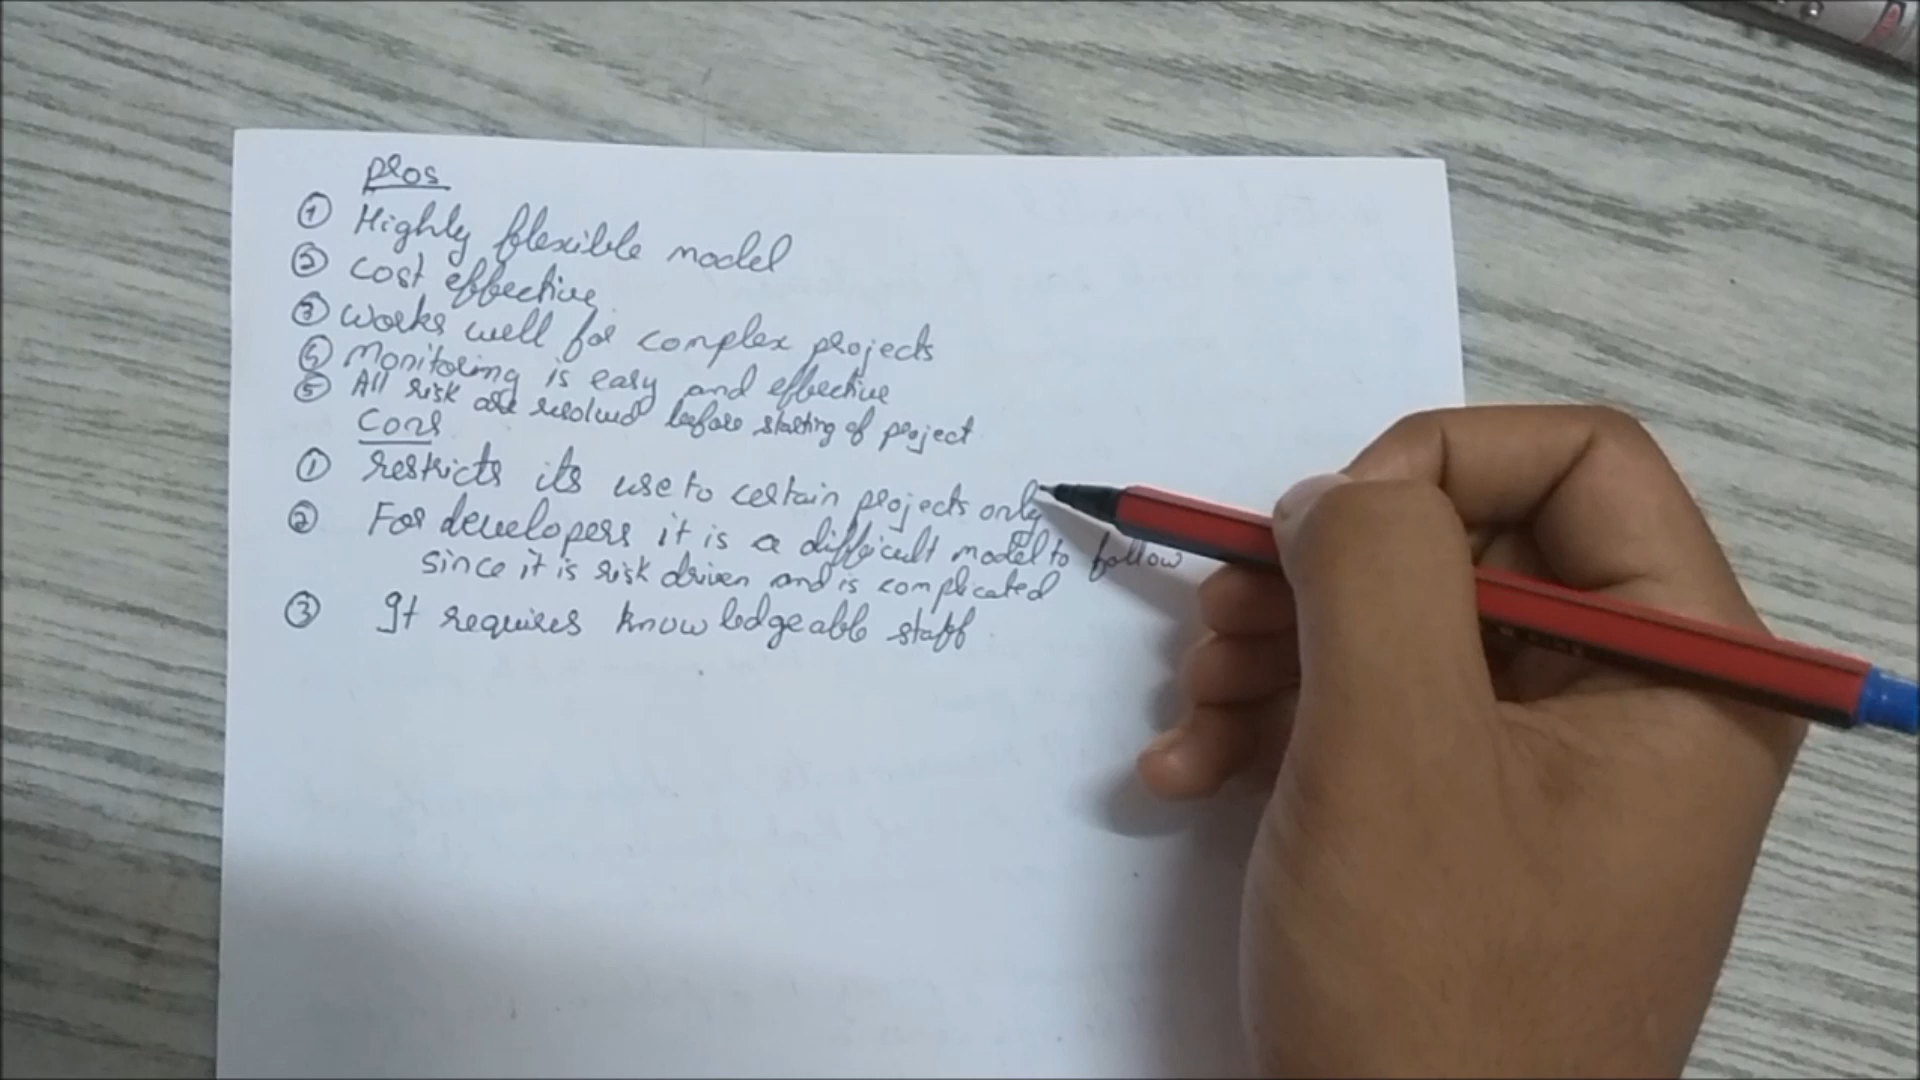 Pros
① Highly flexible model
② cost effective
③ Works well for complex projects
④ Monitoring is easy and effective
⑤ All risk are resolved before starting of project
Cons
① restricts its use to certain projects only
② For developers it is a difficult model to follow
since it is risk driven and is complicated
③ It requires knowledgeable staff